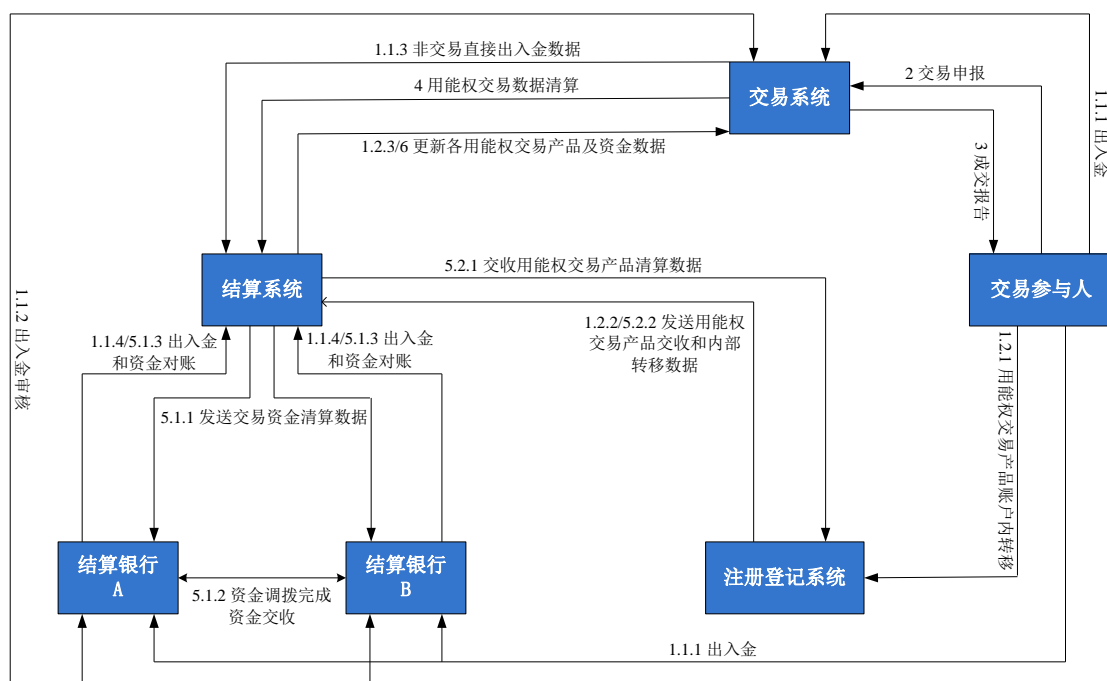 1.1.3 非交易直接出入金数据
交易系统
2 交易申报
4 用能权交易数据清算
1.1.1 出入金
1.2.3/6 更新各用能权交易产品及资金数据
3 成交报告
结算系统
5.2.1 交收用能权交易产品清算数据
交易参与人
1.1.2 出入金审核
1.1.4/5.1.3 出入金
和资金对账
1.1.4/5.1.3 出入金
和资金对账
1.2.2/5.2.2 发送用能权
交易产品交收和内部
转移数据
1.2.1 用能权交易产品账户内转移
5.1.1 发送交易资金清算数据
结算银行
A
结算银行
B
注册登记系统
5.1.2 资金调拨完成
资金交收
1.1.1 出入金